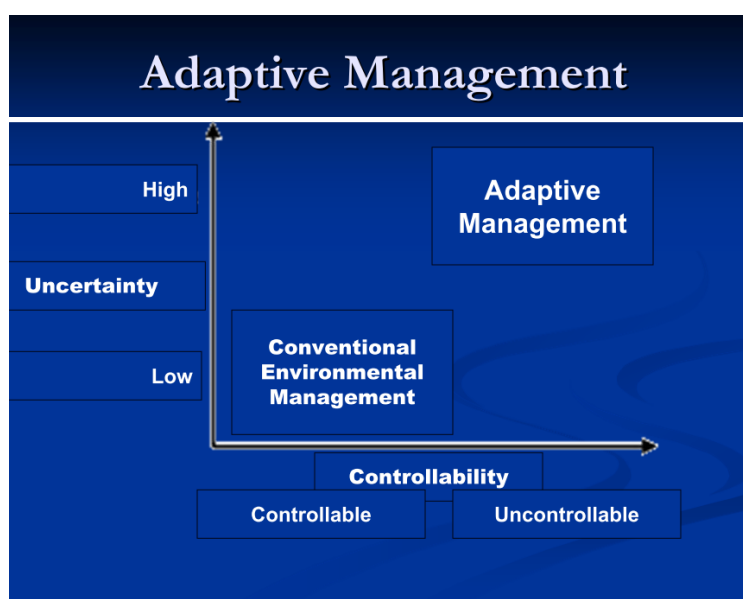 Adaptive Management
High
Adaptive
Management
Uncertainty
Conventional
Environmental
Management
Low
Controllability
Controllable
Uncontrollable